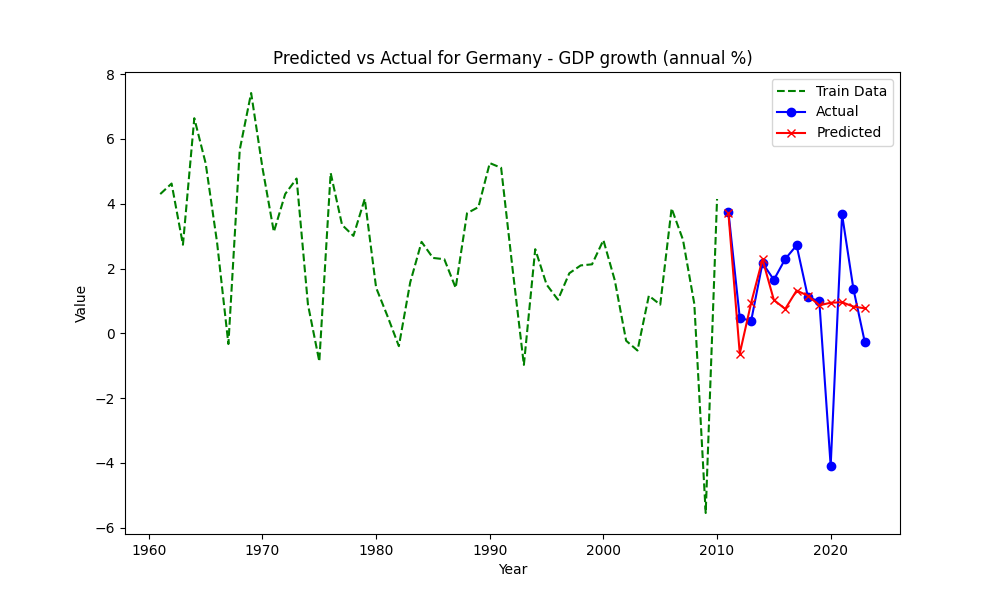 Predicted vs Actual for Germany - GDP growth (annual %)
8
6
4
2
0
−2
−4
−6
Value
Train Data
Actual
Predicted
1960
1970
1980
1990
2000
2010
2020
Year